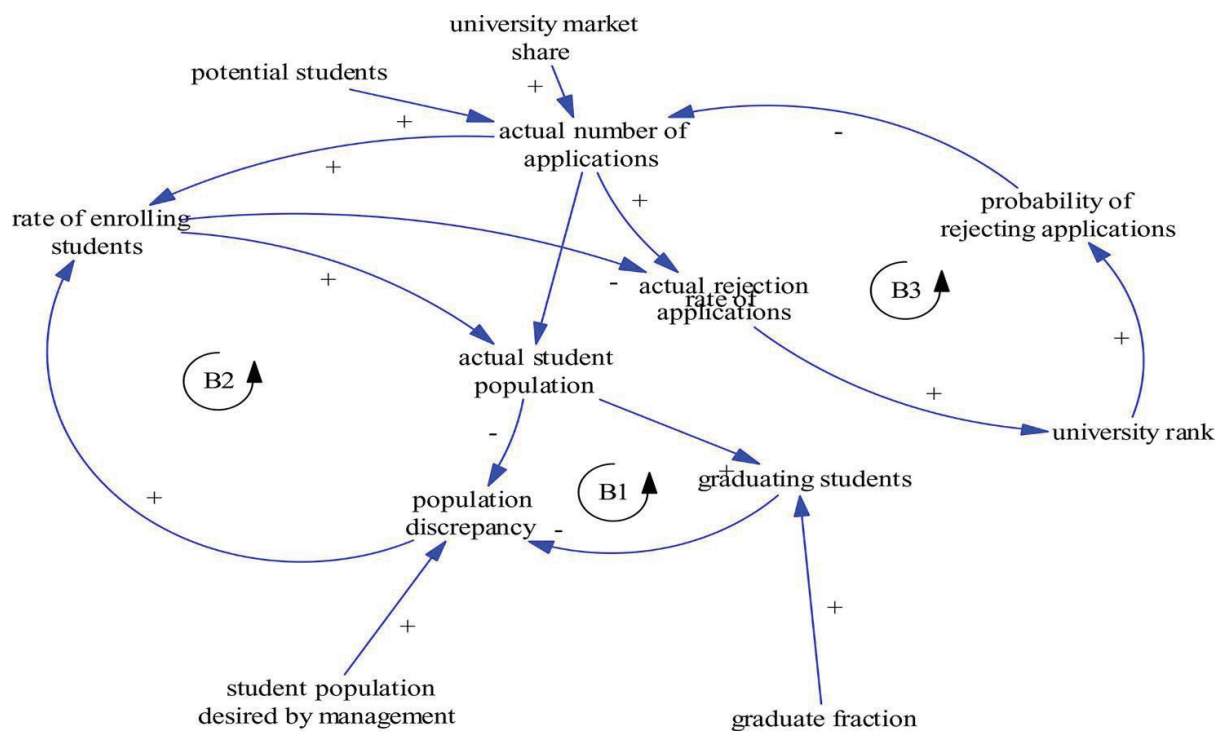 university market
share
potential students
+
+
actual number of
applications
-
+
+
probability of
rejecting applications
rate of enrolling
students
+
-
actual rejection
rate of
applications
B3
+
actual student
population
B2
+
-
university rank
+
graduating students
B1
+
population
discrepancy
-
+
+
student population
desired by management
graduate fraction